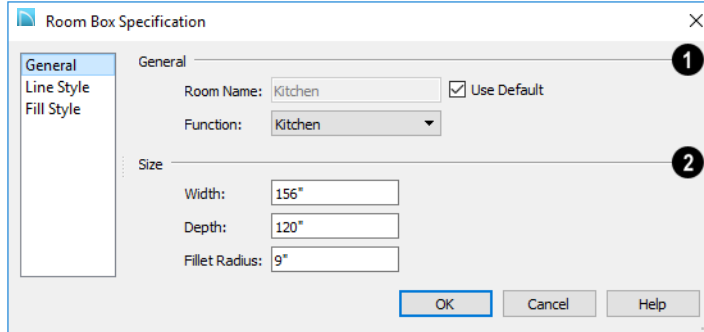 Room Box Specification
General
Line Style
Fill Style
General
1
Room Name: Kitchen Use Default
Function: Kitchen
Size
2
Width: 156"
Depth: 120"
Fillet Radius: 9"
OK Cancel Help